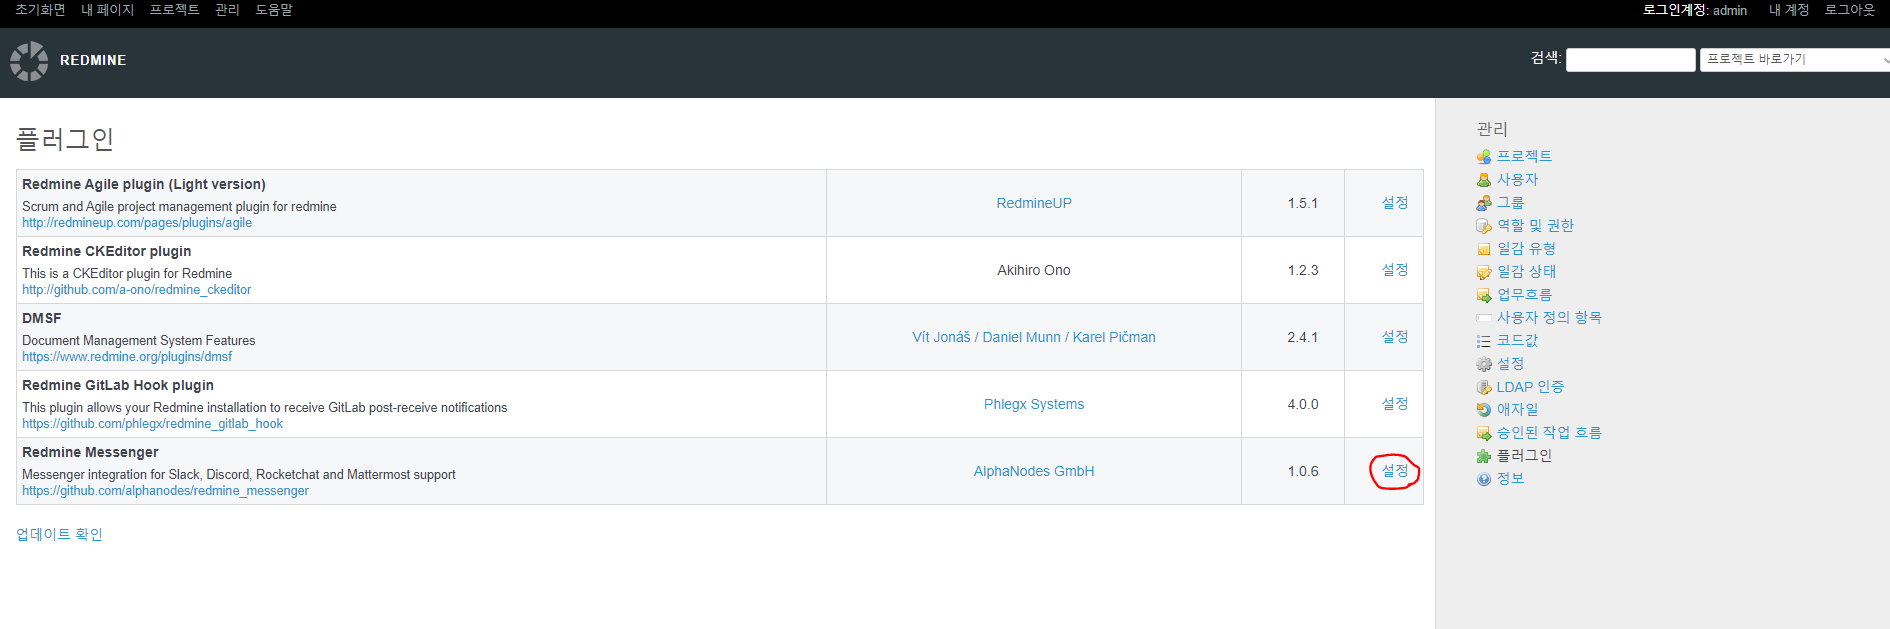 초기화면 내 페이지 프로젝트 관리 도움말
로그인계정: admin 내 계정 로그아웃
REDMINE
검색: 프로젝트 바로가기
플러그인
Redmine Agile plugin (Light version)
Scrum and Agile project management plugin for redmine
http://redmineup.com/pages/plugins/agile
RedmineUP 1.5.1 설정
Redmine CKEditor plugin
This is a CKEditor plugin for Redmine
http://github.com/a-ono/redmine_ckeditor
Akihiro Ono 1.2.3 설정
DMSF
Document Management System Features
https://www.redmine.org/plugins/dmsf
Vít Jonáš / Daniel Munn / Karel Pičman 2.4.1 설정
Redmine GitLab Hook plugin
This plugin allows your Redmine installation to receive GitLab post-receive notifications
https://github.com/phlegx/redmine_gitlab_hook
Phlegx Systems 4.0.0 설정
Redmine Messenger
Messenger integration for Slack, Discord, Rocketchat and Mattermost support
https://github.com/alphanodes/redmine_messenger
AlphaNodes GmbH 1.0.6 설정
업데이트 확인
관리
프로젝트
사용자
그룹
역할 및 권한
일감 유형
일감 상태
업무흐름
사용자 정의 항목
코드값
설정
LDAP 인증
애자일
승인된 작업 흐름
플러그인
정보